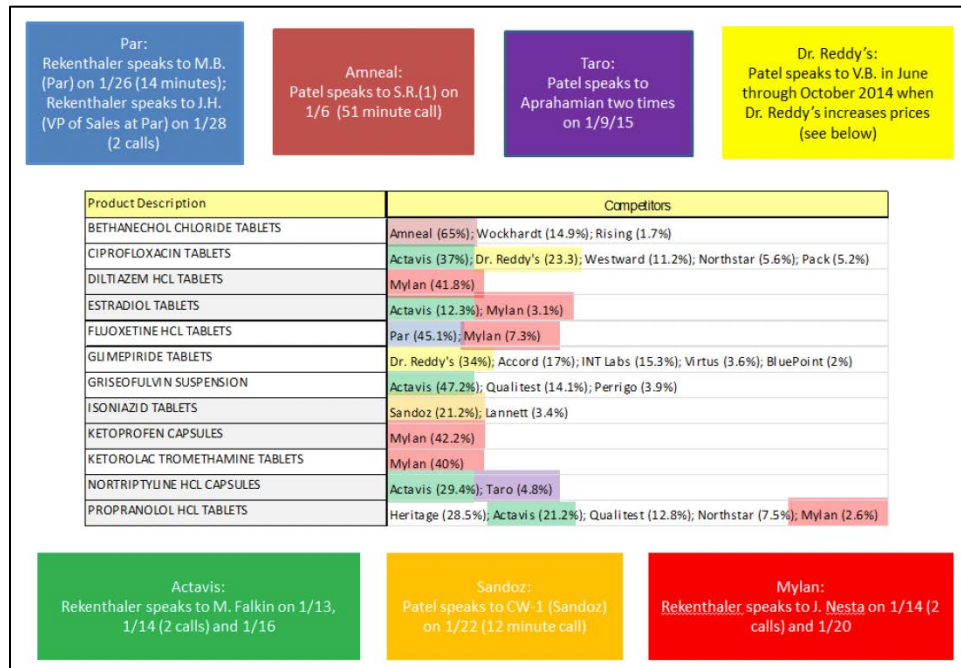 Par:
Rekenthaler speaks to M.B.
(Par) on 1/26 (14 minutes);
Rekenthaler speaks to J.H.
(VP of Sales at Par) on 1/28
(2 calls)
Amneal:
Patel speaks to S.R.(1) on
1/6 (51 minute call)
Taro:
Patel speaks to
Aprahamian two times
on 1/9/15
Dr. Reddy's:
Patel speaks to V.B. in June
through October 2014 when
Dr. Reddy's increases prices
(see below)
Product Description Competitors
BETHANECHOL CHLORIDE TABLETS Amneal (65%); Wockhardt (14.9%); Rising (1.7%)
CIPROFLOXACIN TABLETS Actavis (37%); Dr. Reddy's (23.3); Westward (11.2%); Northstar (5.6%); Pack (5.2%)
DILTIAZEM HCL TABLETS Mylan (41.8%)
ESTRADIOL TABLETS Actavis (12.3%); Mylan (3.1%)
FLUOXETINE HCL TABLETS Par (45.1%); Mylan (7.3%)
GLIMEPIRIDE TABLETS Dr. Reddy's (34%); Accord (17%); INT Labs (15.3%); Virtus (3.6%); BluePoint (2%)
GRISEOFULVIN SUSPENSION Actavis (47.2%); Qualitest (14.1%); Perrigo (3.9%)
ISONIAZID TABLETS Sandoz (21.2%); Lannett (3.4%)
KETOPROFEN CAPSULES Mylan (42.2%)
KETOROLAC TROMETHAMINE TABLETS Mylan (40%)
NORTRIPTYLINE HCL CAPSULES Actavis (29.4%); Taro (4.8%)
PROPRANOLOL HCL TABLETS Heritage (28.5%); Actavis (21.2%); Qualitest (12.8%); Northstar (7.5%); Mylan (2.6%)
Actavis:
Rekenthaler speaks to M. Falkin on 1/13,
1/14 (2 calls) and 1/16
Sandoz:
Patel speaks to CW-1 (Sandoz)
on 1/22 (12 minute call)
Mylan:
Rekenthaler speaks to J. Nesta on 1/14 (2
calls) and 1/20